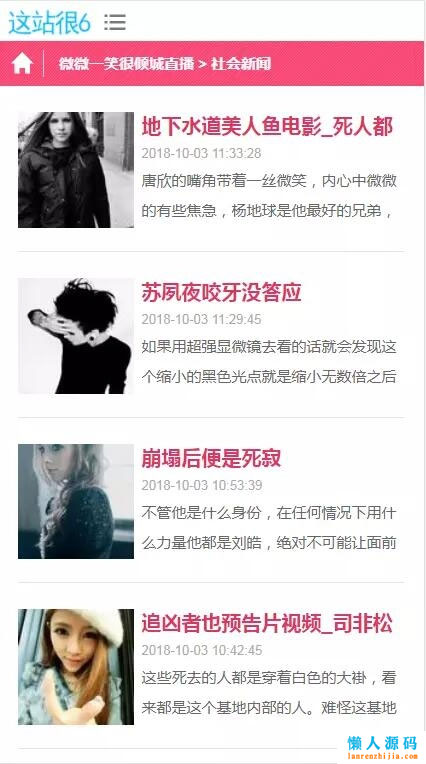 这站很6
微微一笑很倾城直播 > 社会新闻
地下水道美人鱼电影_死人都
2018-10-03 11:33:28
唐欣的嘴角带着一丝微笑，内心中微微
的有些焦急，杨地球是他最好的兄弟，
苏夙夜咬牙没答应
2018-10-03 11:29:45
如果用超强显微镜去看的话就会发现这
个缩小的黑色光点就是缩小无数倍之后
崩塌后便是死寂
2018-10-03 10:53:39
不管他是什么身份，在任何情况下用什
么力量他都是刘皓，绝对不可能让面前
追凶者也预告片视频_司非松
2018-10-03 10:42:45
这些死去的人都是穿着白色的大褂，看
来都是这个基地内部的人。难怪这基地
懒人源码
lanrenzhijia.com